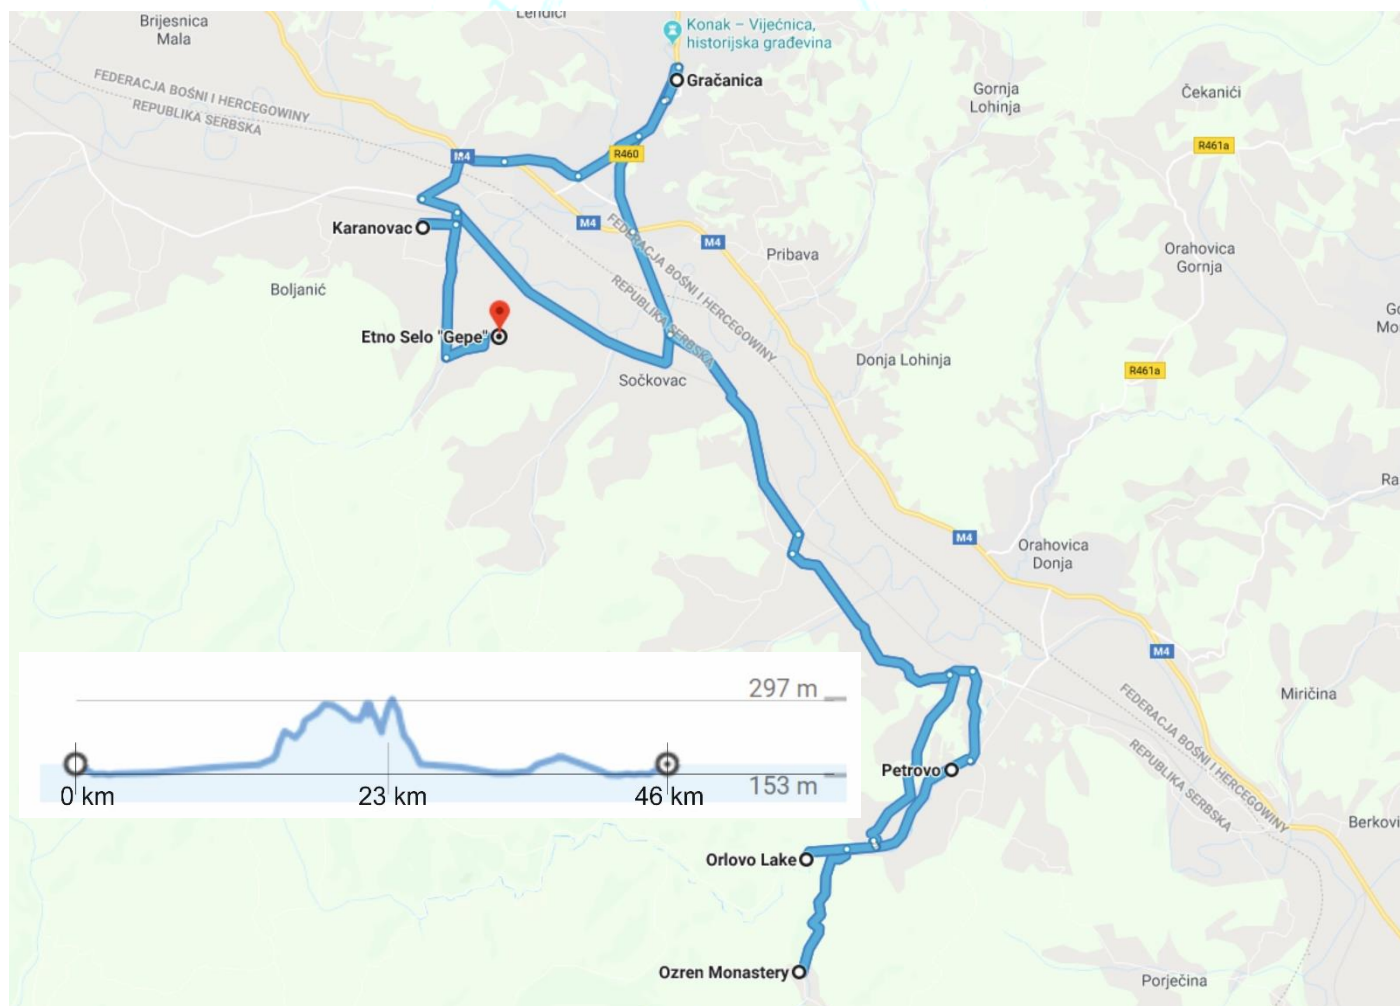 Lendići
Brijesnica
Mala
Konak – Vijećnica,
historijska građevina
Gračanica
FEDERACJA BOŚNI I HERCEGOWINY
REPUBLIKA SERBSKA
Gornja
Lohinja
Čekanići
M4
R460
R461a
Karanovac
M4
M4
FEDERACJA BOŚNI I HERCEGOWINY
REPUBLIKA SERBSKA
Pribava
Orahovica
Gornja
Boljanić
Etno Selo "Gepe"
Donja Lohinja
Sočkovac
R461a
M4
Orahovica
Donja
M4
297 m
Miričina
FEDERACJA BOŚNI I HERCEGOWINY
REPUBLIKA SERBSKA
Petrovo
153 m
0 km
23 km
46 km
Orlovo Lake
Ozren Monastery
Porječina